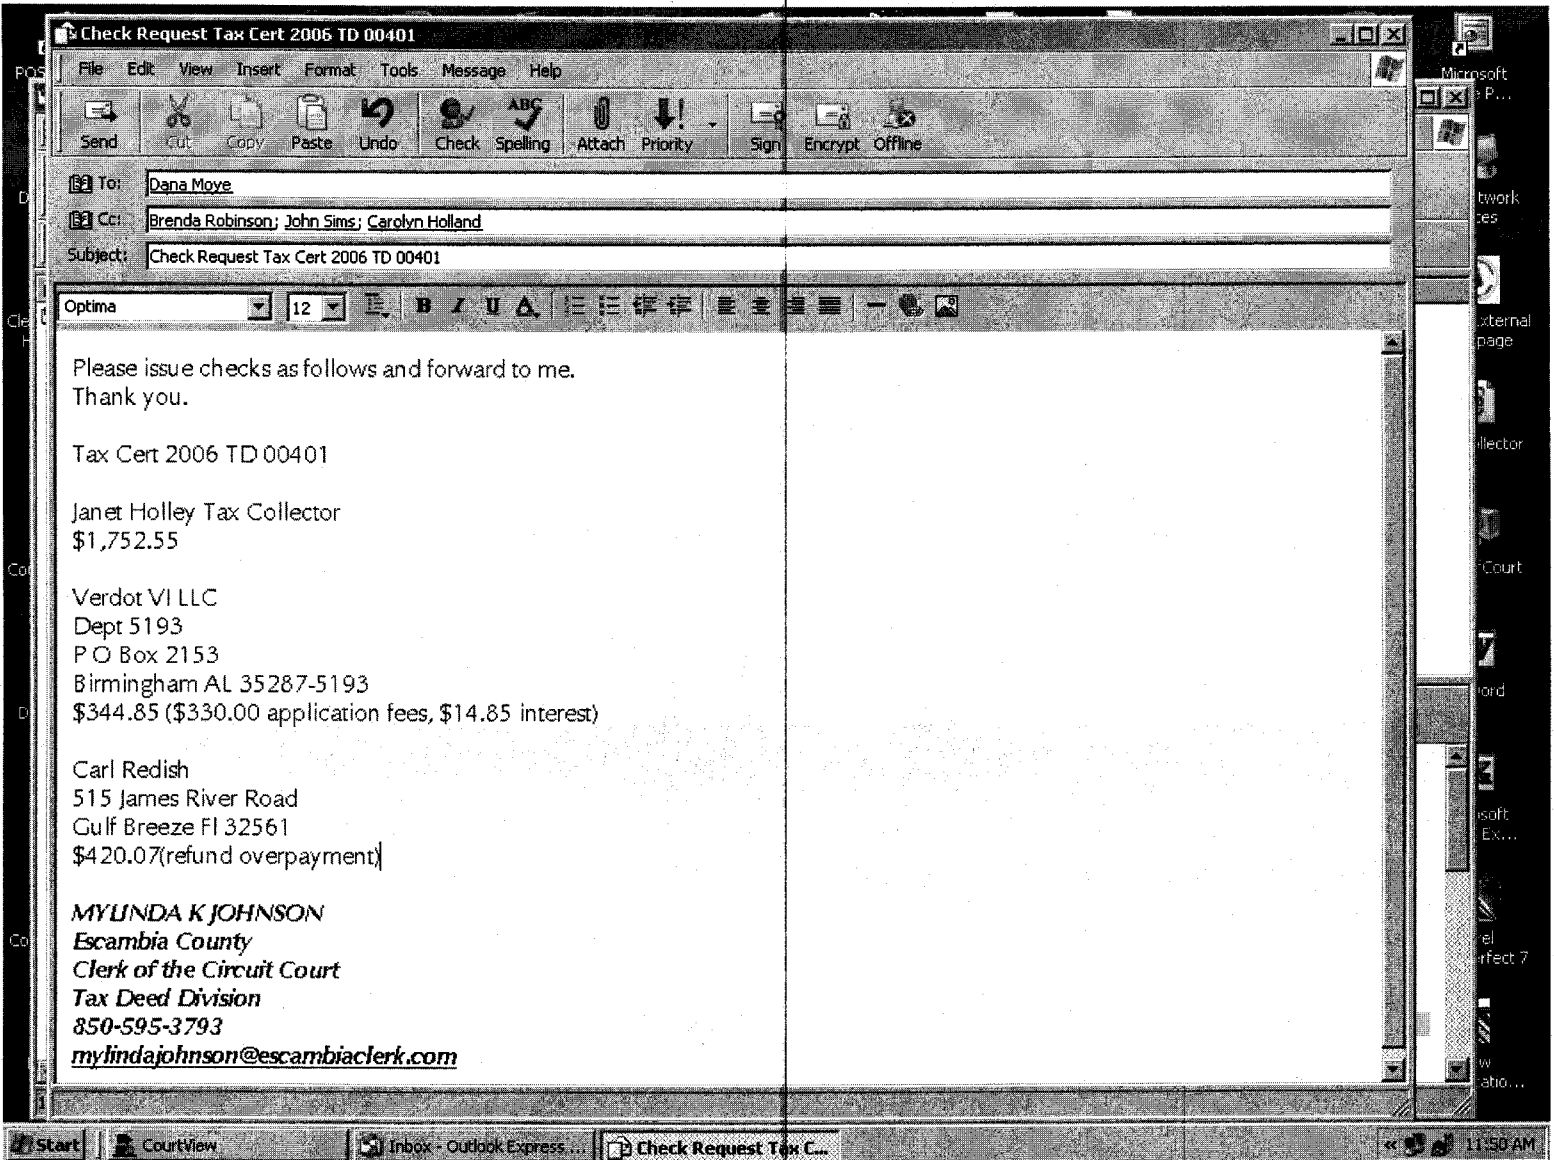 Check Request Tax Cert 2006 TD 00401
File Edit View Insert Format Tools Message Help
Microsoft
P...
Send Cut Copy Paste Undo Check Spelling Attach Priority Sign Encrypt Offline
To: Dana Moye
Cc: Brenda Robinson; John Sims; Carolyn Holland
Subject: Check Request Tax Cert 2006 TD 00401
Optima 12 B I U A
Please issue checks as follows and forward to me.
Thank you.
Tax Cert 2006 TD 00401
Janet Holley Tax Collector
$1,752.55
Verdot VI LLC
Dept 5193
P O Box 2153
Birmingham AL 35287-5193
$344.85 ($330.00 application fees, $14.85 interest)
Carl Redish
515 James River Road
Gulf Breeze Fl 32561
$420.07(refund overpayment)
MYLINDA K JOHNSON
Escambia County
Clerk of the Circuit Court
Tax Deed Division
850-595-3793
mylindajohnson@escambiaclerk.com
Start CourtView Inbox - Outlook Express ... Check Request Tax C... « 11:50 AM